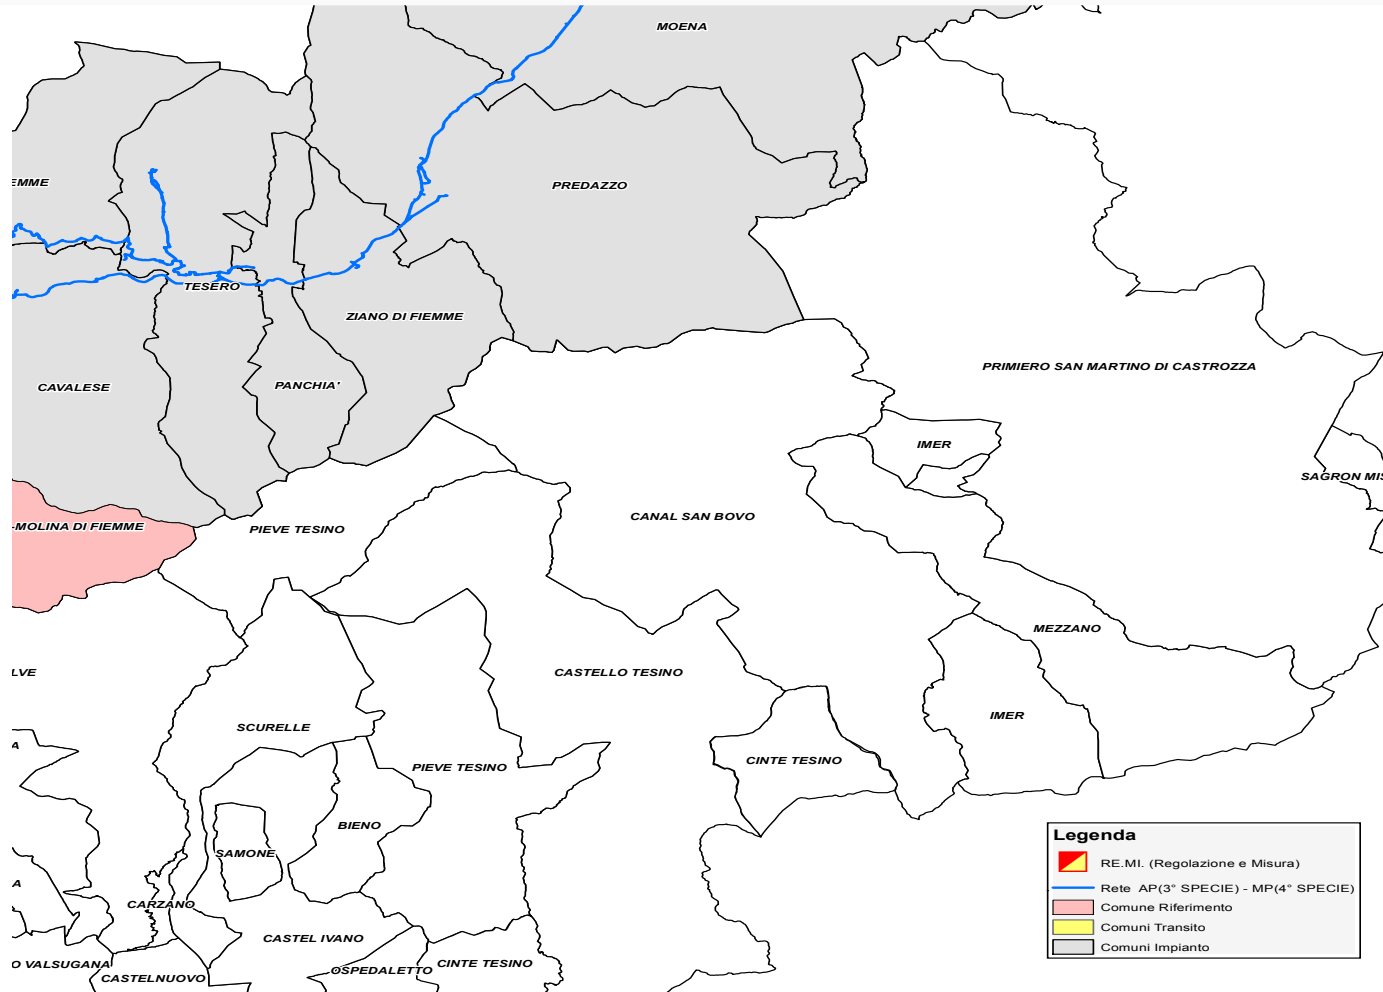 MOENA
EMME
PREDAZZO
TESERO
ZIANO DI FIEMME
PRIMIERO SAN MARTINO DI CASTROZZA
CAVALESE
PANCHIA'
IMER
SAGRON MIS
-MOLINA DI FIEMME
PIEVE TESINO
CANAL SAN BOVO
MEZZANO
LVE
CASTELLO TESINO
SCURELLE
IMER
A
CINTE TESINO
PIEVE TESINO
BIENO
SAMONE
A
CARZANO
CASTEL IVANO
O VALSUGANA
CASTELNUOVO
OSPEDALETTO
CINTE TESINO
Legenda
RE.MI. (Regolazione e Misura)
Rete AP(3° SPECIE) - MP(4° SPECIE)
Comune Riferimento
Comuni Transito
Comuni Impianto